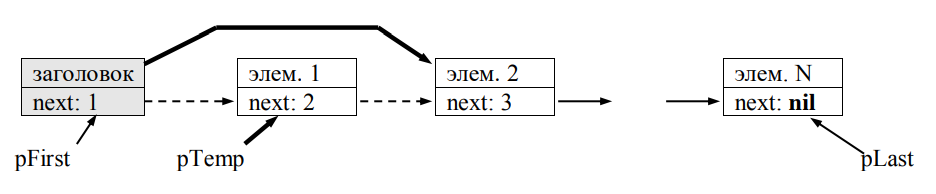 заголовок
next: 1
элем. 1
next: 2
элем. 2
next: 3
элем. N
next: nil
pFirst
pTemp
pLast